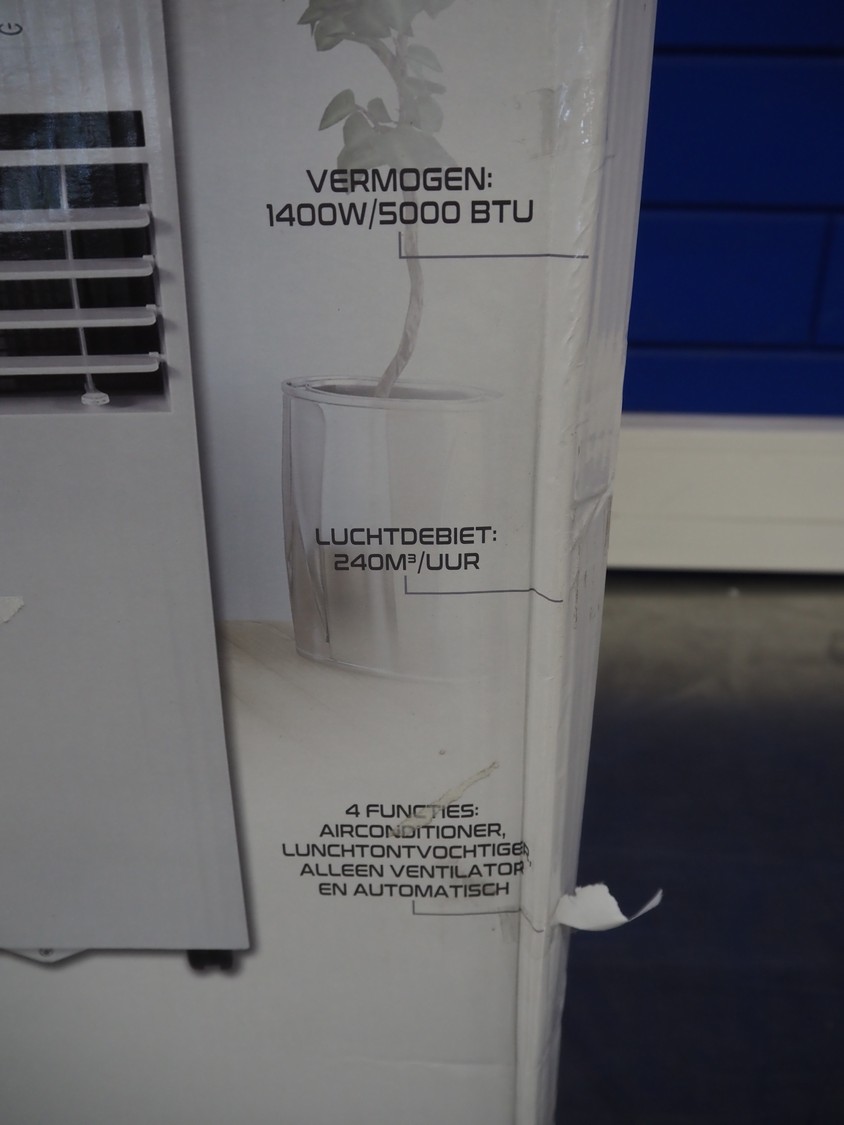 VERMOGEN:
1400W/5000 BTU
LUCHTDEBIET:
240M³/UUR
4 FUNCTIES:
AIRCONDITIONER,
LUNCHTONTVOCHTIGER,
ALLEEN VENTILATOR
EN AUTOMATISCH